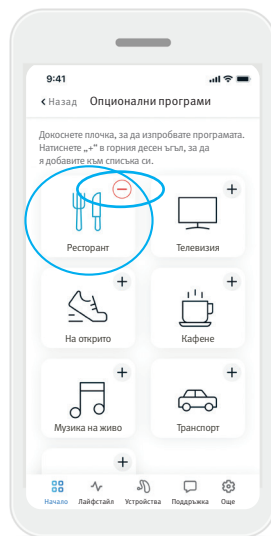 9:41
Назад Опционални програми
Докоснете плочка, за да изпробвате програмата.
Натиснете „+" в горния десен ъгъл, за да
я добавите към списъка си.
Ресторант Телевизия
На открито Кафене
Музика на живо Транспорт
Начало Лайфстайл Устройства Поддръжка Още